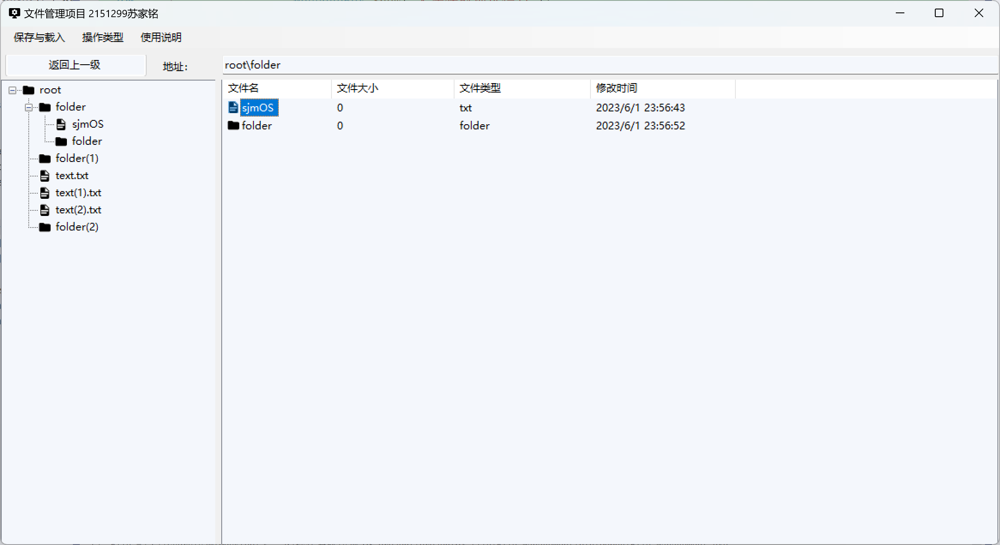 文件管理项目 2151299苏家铭
保存与载入 操作类型 使用说明
返回上一级 地址: root\folder
root
folder
sjmOS
folder
folder(1)
text.txt
text(1).txt
text(2).txt
folder(2)
文件名 文件大小 文件类型 修改时间
sjmOS 0 txt 2023/6/1 23:56:43
folder 0 folder 2023/6/1 23:56:52